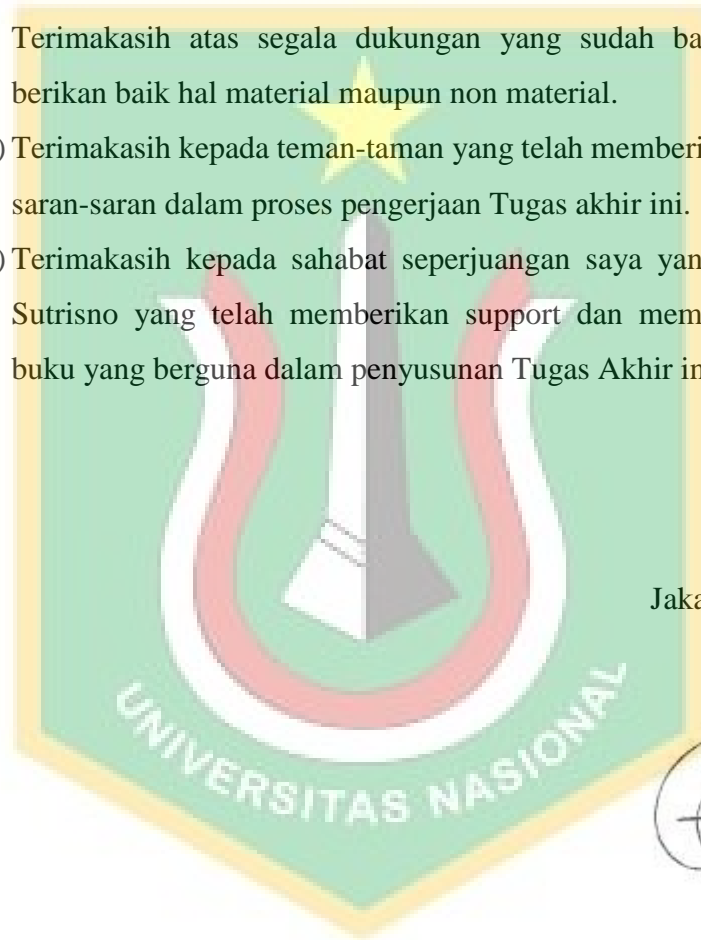 Terimakasih atas segala dukungan yang sudah ba
berikan baik hal material maupun non material.
) Terimakasih kepada teman-taman yang telah memberi
saran-saran dalam proses pengerjaan Tugas akhir ini.
) Terimakasih kepada sahabat seperjuangan saya yan
Sutrisno yang telah memberikan support dan mem
buku yang berguna dalam penyusunan Tugas Akhir in
Jaka
UNIVERSITAS NASIONAL